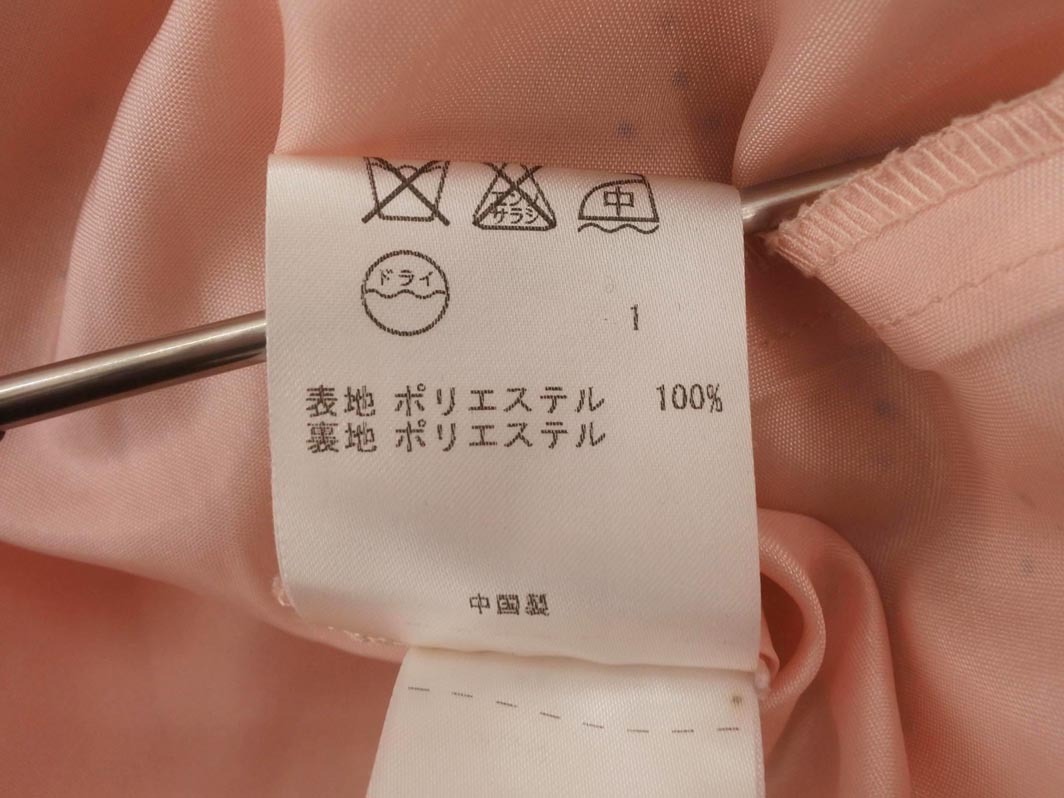 エンソ
サラシ
中
ドライ
1
表地 ポリエステル 100%
裏地 ポリエステル
中国製